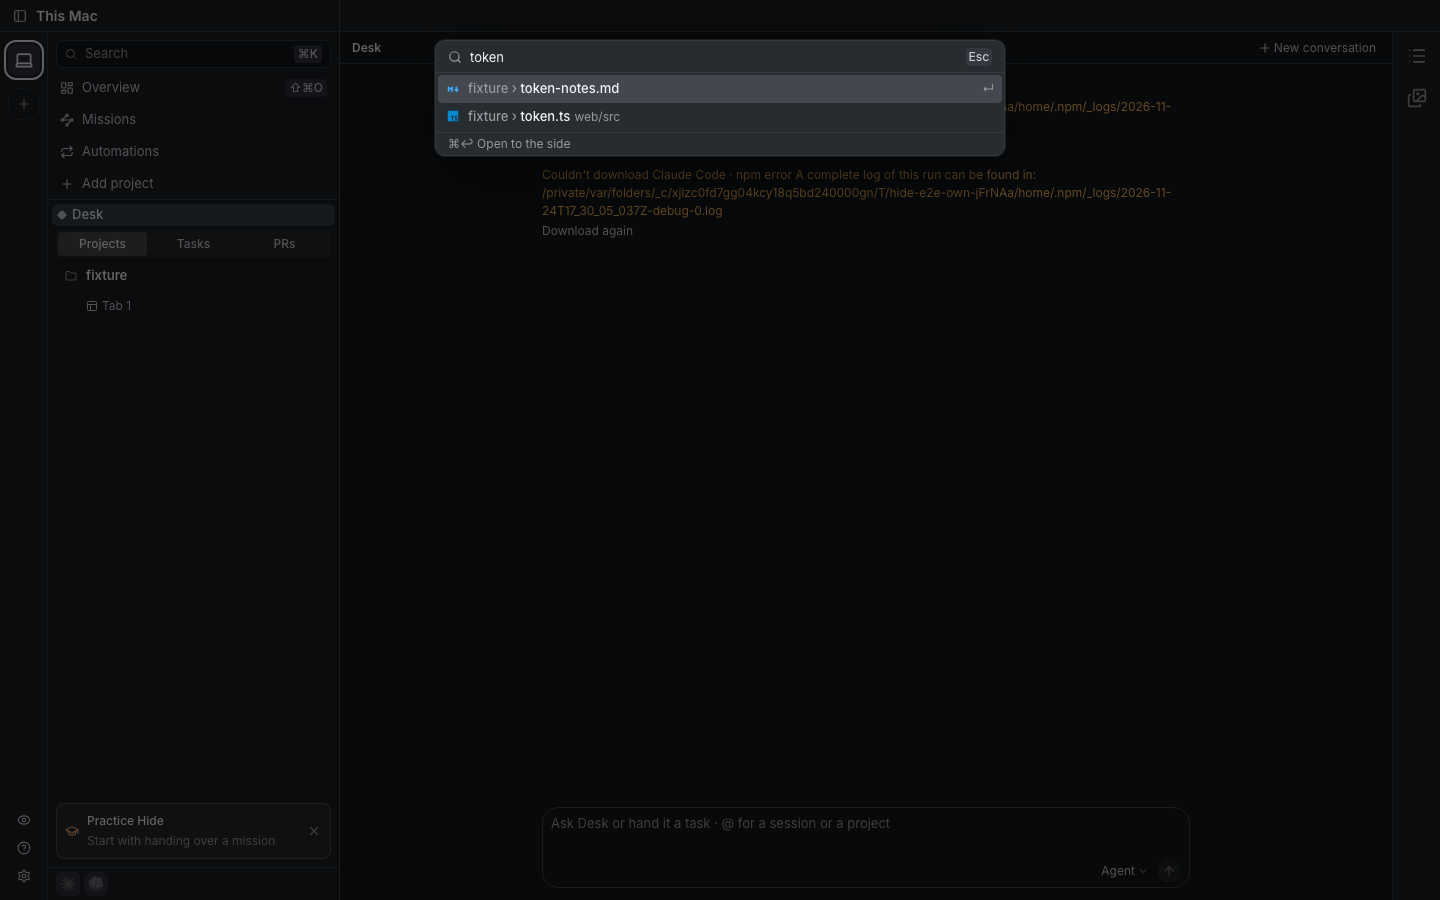 This Mac
Search ⌘K
Overview ⇧⌘O
Missions
Automations
Add project
Desk
Projects Tasks PRs
fixture
Tab 1
Practice Hide
Start with handing over a mission
Desk
New conversation
token Esc
fixture › token-notes.md
fixture › token.ts web/src
⌘↩ Open to the side
a/home/.npm/_logs/2026-11-
Couldn't download Claude Code · npm error A complete log of this run can be found in:
/private/var/folders/_c/xjlzc0fd7gg04kcy18q5bd240000gn/T/hide-e2e-own-jFrNAa/home/.npm/_logs/2026-11-
24T17_30_05_037Z-debug-0.log
Download again
Ask Desk or hand it a task · @ for a session or a project
Agent